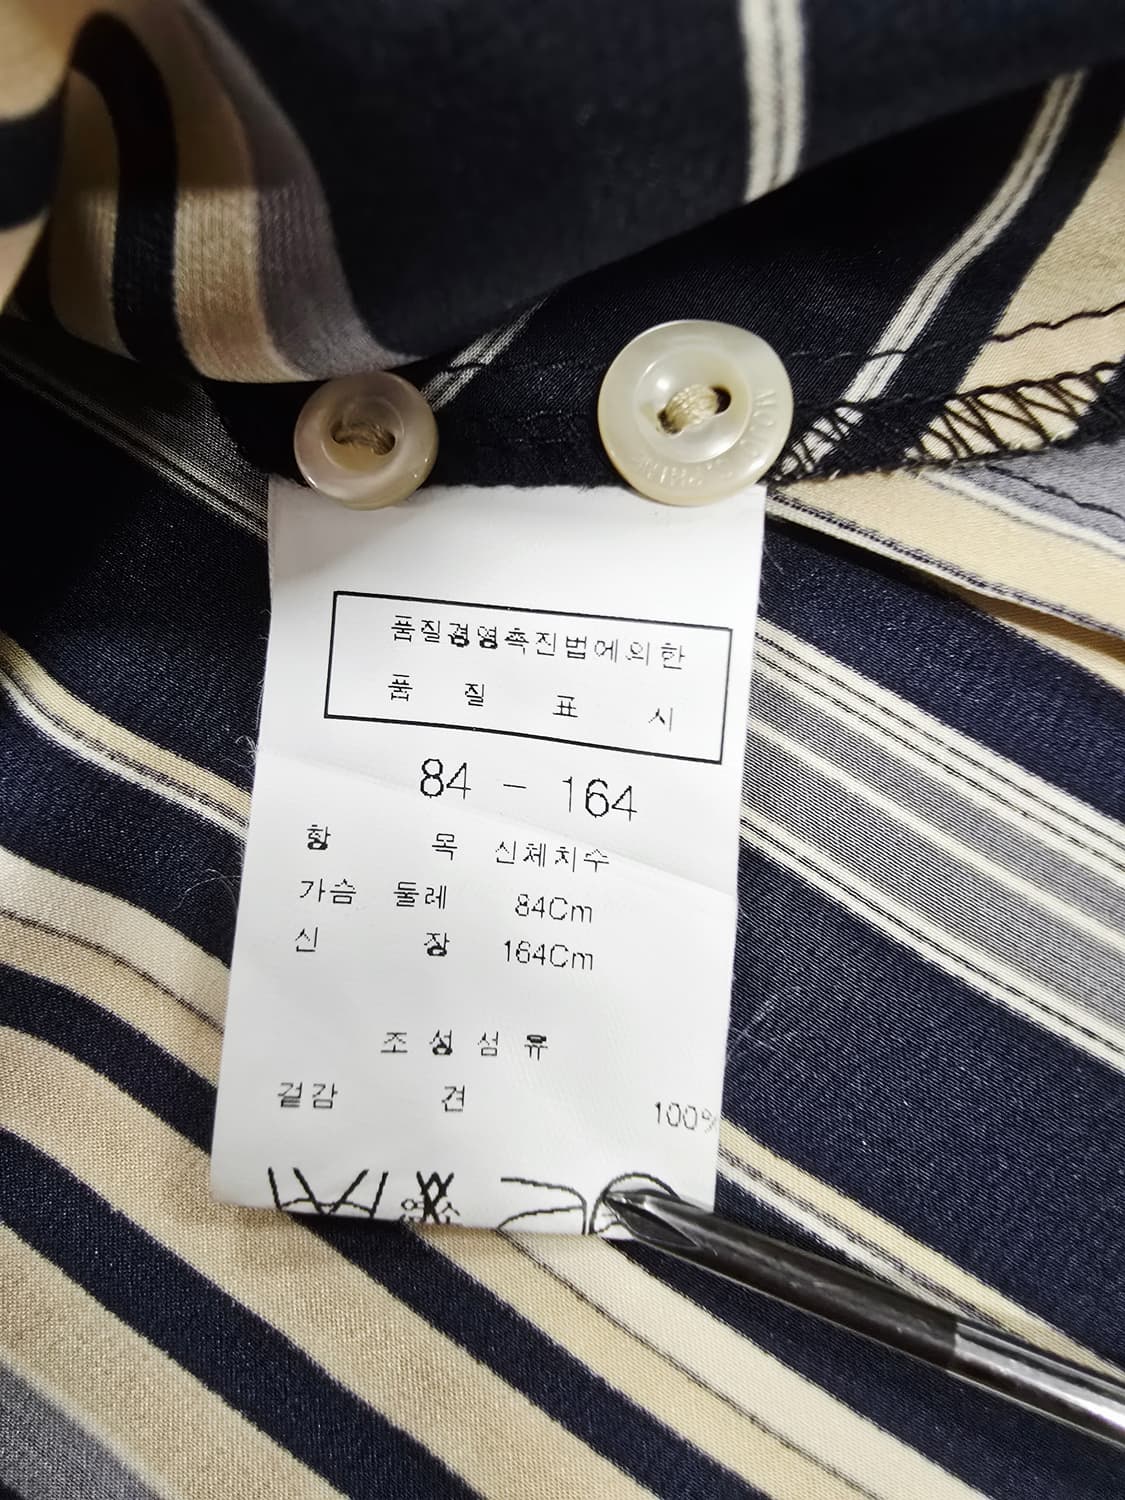 품질경영촉진법에의한
품 질 표 시
84 - 164
항 목 신체치수
가슴 둘레 84Cm
신 장 164Cm
조성섬유
겉감 견 100%
염소